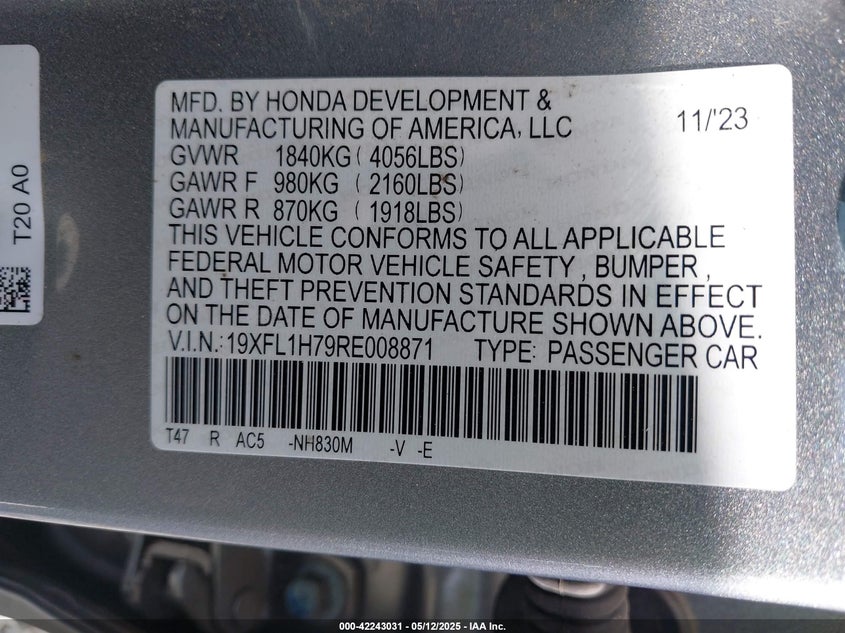 T20 A0
MFD. BY HONDA DEVELOPMENT &
MANUFACTURING OF AMERICA, LLC 11/'23
GVWR 1840KG ( 4056LBS)
GAWR F 980KG ( 2160LBS)
GAWR R 870KG ( 1918LBS)
THIS VEHICLE CONFORMS TO ALL APPLICABLE
FEDERAL MOTOR VEHICLE SAFETY , BUMPER ,
AND THEFT PREVENTION STANDARDS IN EFFECT
ON THE DATE OF MANUFACTURE SHOWN ABOVE.
V.I.N.:19XFL1H79RE008871 TYPE: PASSENGER CAR
T47 R AC5 -NH830M -V -E
000-42243031 - 05/12/2025 - IAA Inc.